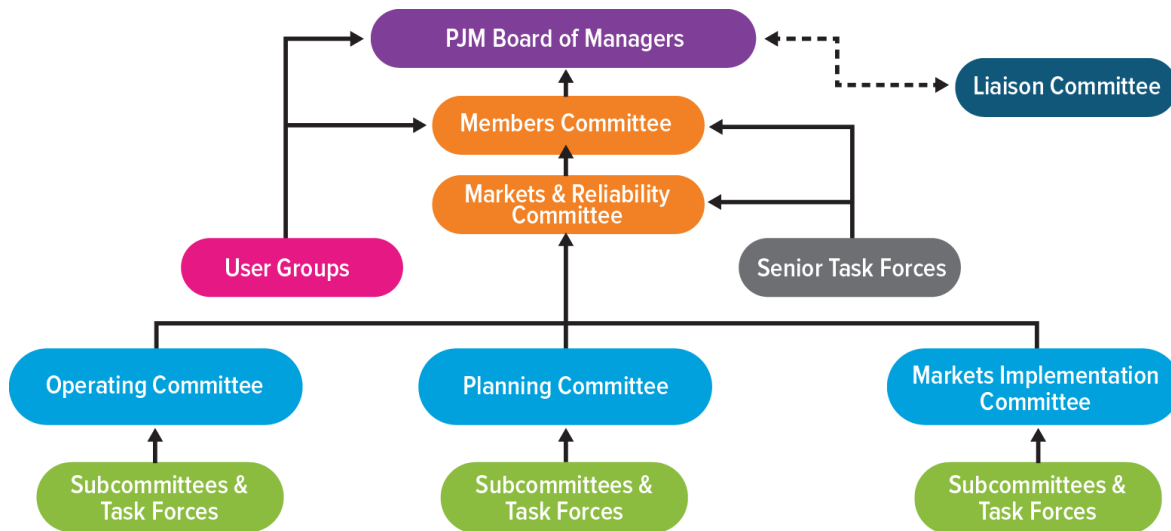 PJM Board of Managers
Liaison Committee
Members Committee
Markets & Reliability
Committee
User Groups
Senior Task Forces
Operating Committee
Planning Committee
Markets Implementation
Committee
Subcommittees &
Task Forces
Subcommittees &
Task Forces
Subcommittees &
Task Forces